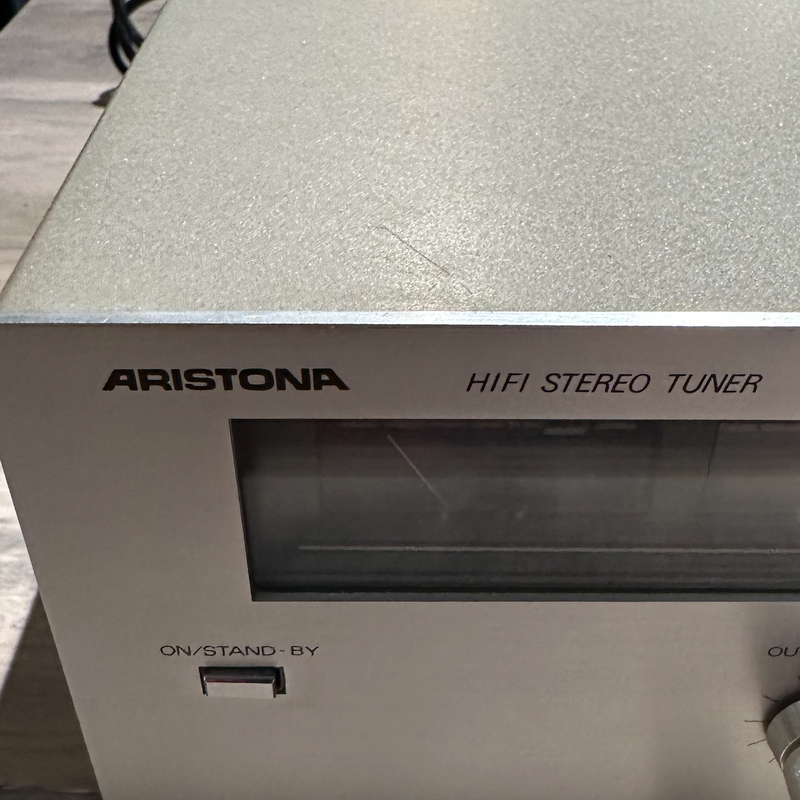 ARISTONA HIFI STEREO TUNER
ON/STAND-BY